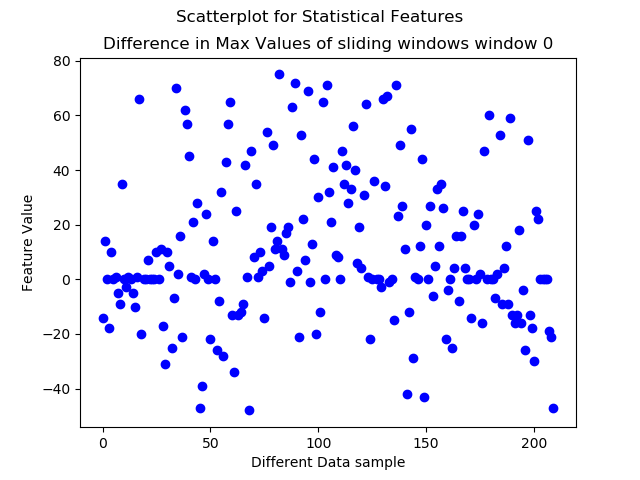 Scatterplot for Statistical Features
Difference in Max Values of sliding windows window 0
80
60
40
20
0
−20
−40
Feature Value
0 50 100 150 200
Different Data sample